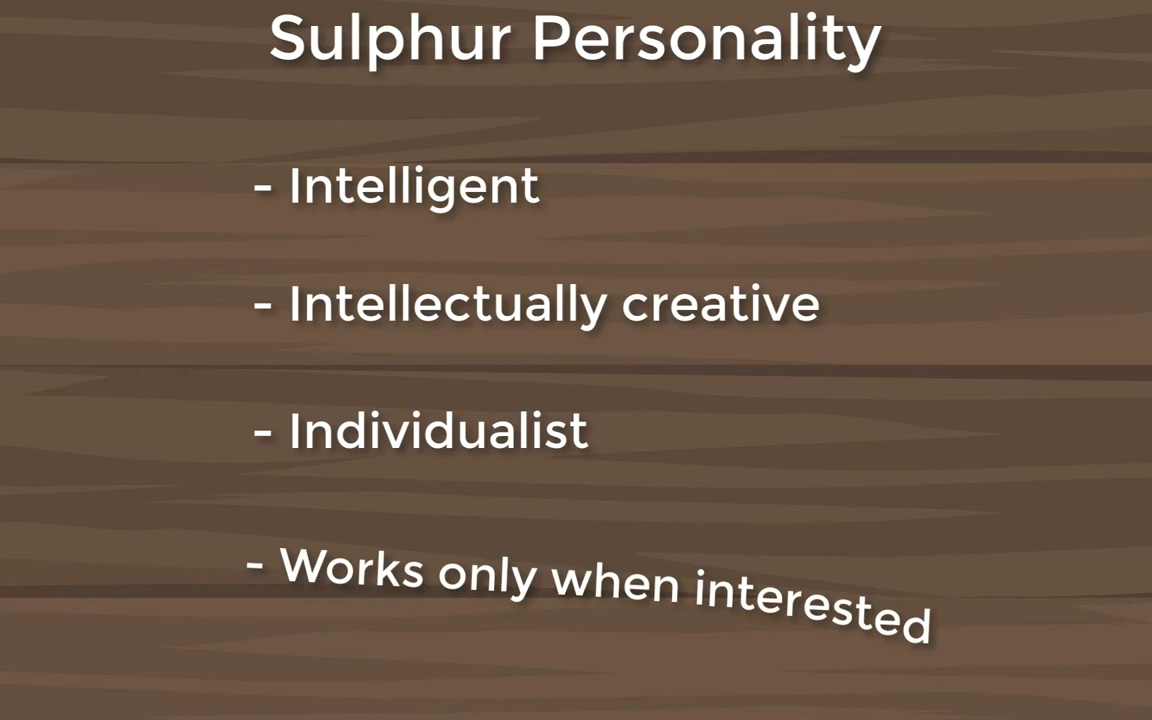 Sulphur Personality
- Intelligent
- Intellectually creative
- Individualist
- Works only when interested